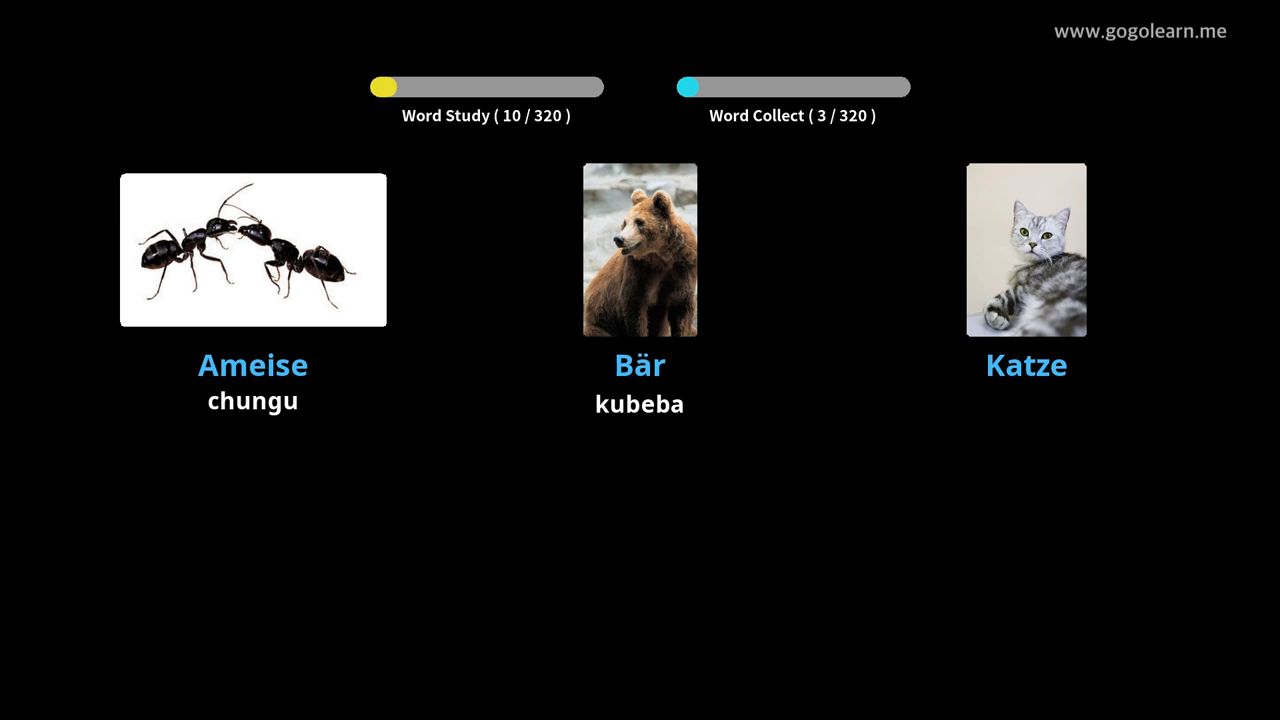 www.gogolearn.me
Word Study ( 10 / 320 )
Word Collect ( 3 / 320 )
Ameise
chungu
Bär
kubeba
Katze